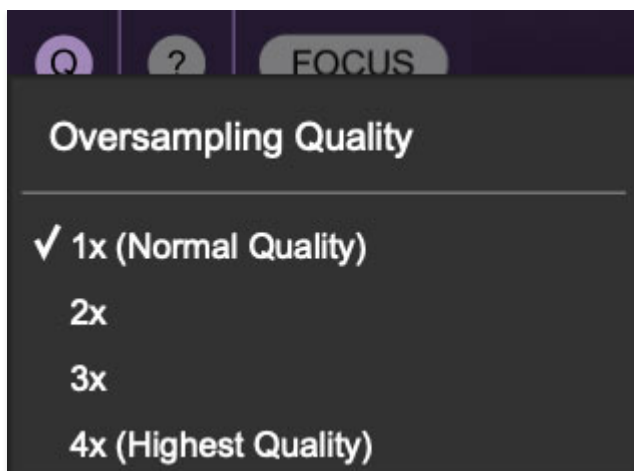 Q ? FOCUS
Oversampling Quality
✓ 1x (Normal Quality)
2x
3x
4x (Highest Quality)